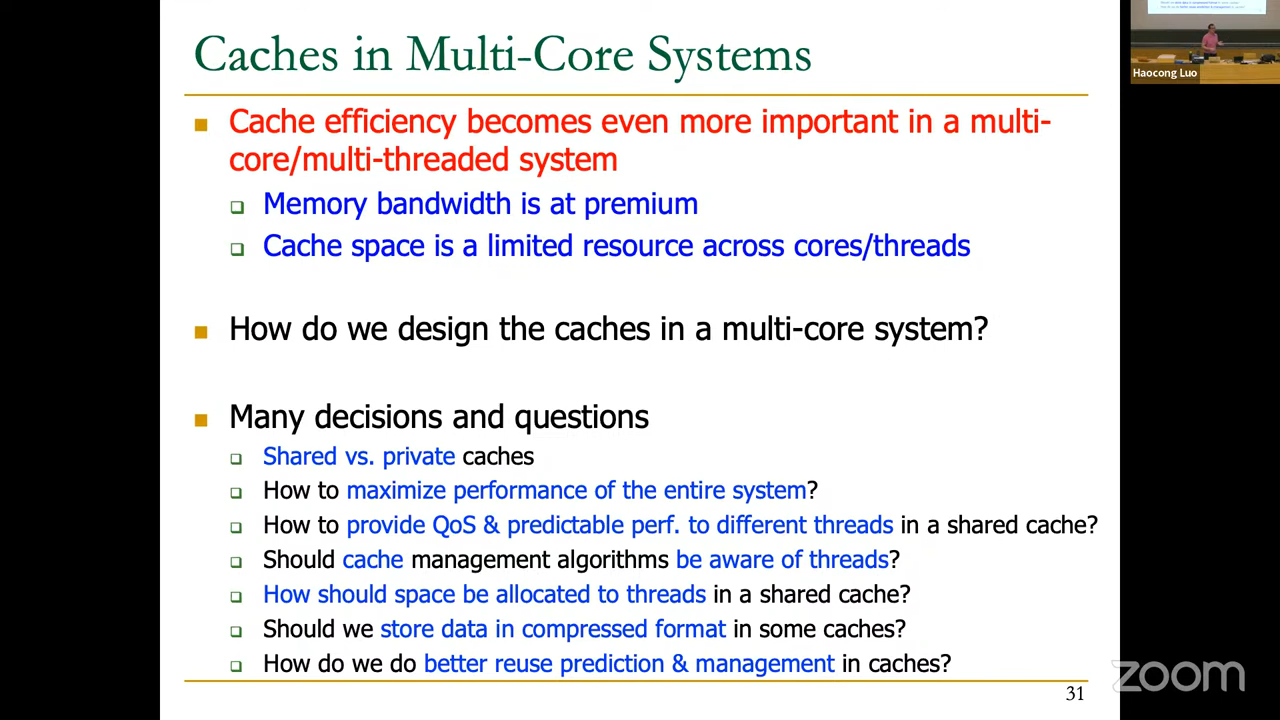 Caches in Multi-Core Systems
Cache efficiency becomes even more important in a multi-
core/multi-threaded system
Memory bandwidth is at premium
Cache space is a limited resource across cores/threads
How do we design the caches in a multi-core system?
Many decisions and questions
Shared vs. private caches
How to maximize performance of the entire system?
How to provide QoS & predictable perf. to different threads in a shared cache?
Should cache management algorithms be aware of threads?
How should space be allocated to threads in a shared cache?
Should we store data in compressed format in some caches?
How do we do better reuse prediction & management in caches?
31
Haocong Luo
zoom